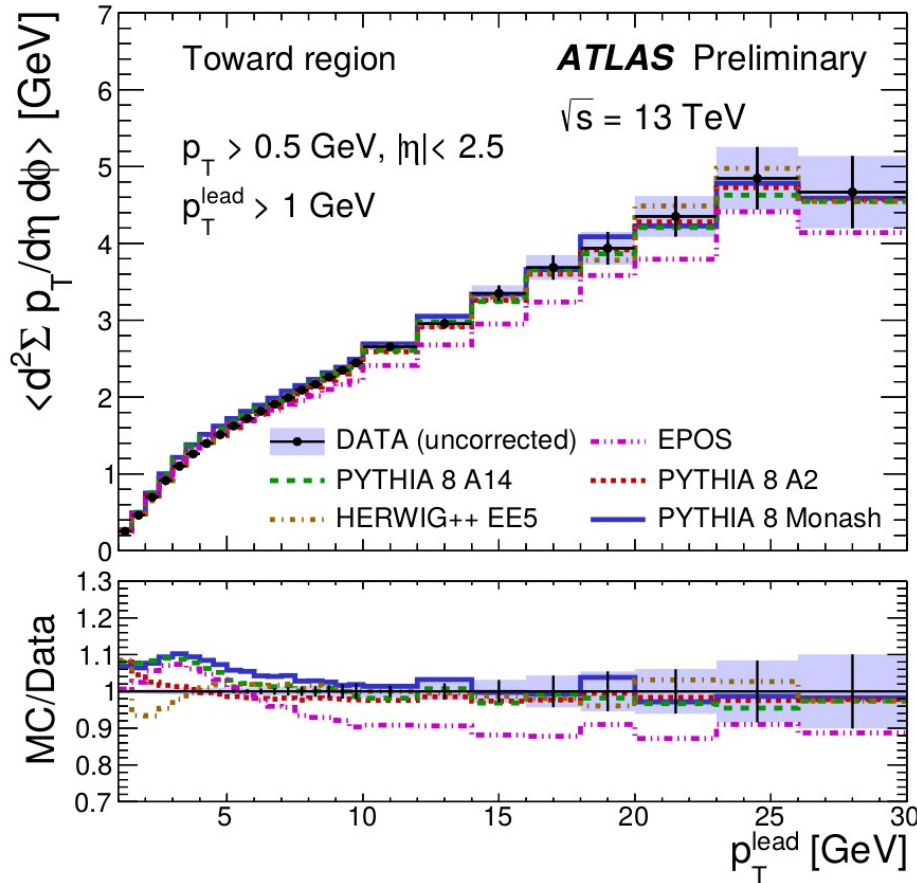 <d²Σ p_T/dη dφ> [GeV]
7
6
5
4
3
2
1
0
Toward region
ATLAS Preliminary
√s = 13 TeV
p_T > 0.5 GeV, |η|< 2.5
p_T^lead > 1 GeV
DATA (uncorrected)
EPOS
PYTHIA 8 A14
PYTHIA 8 A2
HERWIG++ EE5
PYTHIA 8 Monash
MC/Data
1.3
1.2
1.1
1
0.9
0.8
0.7
5 10 15 20 25 30
p_T^lead [GeV]